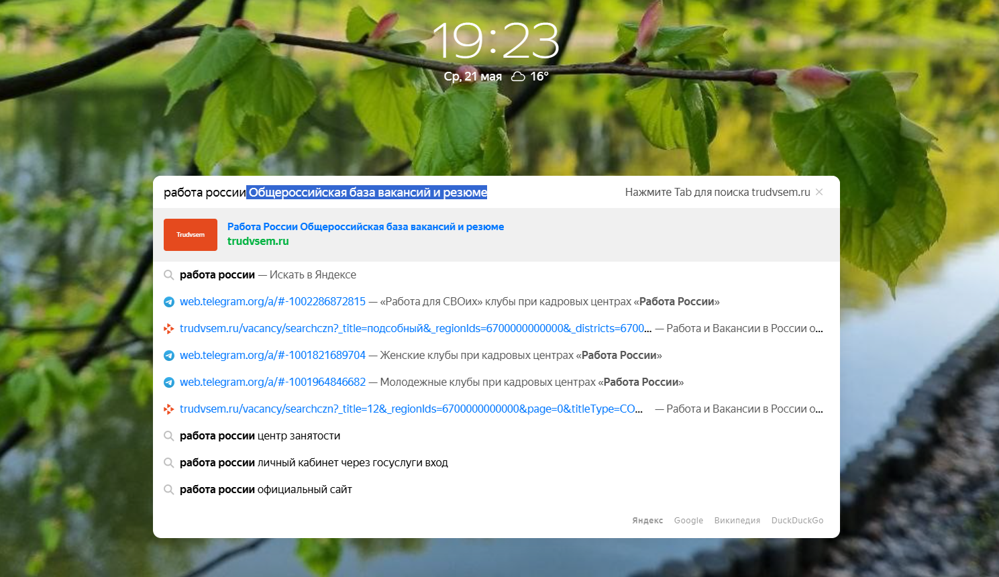 19:23
Ср, 21 мая 16°
работа россии Общероссийская база вакансий и резюме Нажмите Tab для поиска trudvsem.ru
Trudvsem
Работа России Общероссийская база вакансий и резюме
trudvsem.ru
работа россии — Искать в Яндексе
web.telegram.org/a/#-1002286872815 — «Работа для СВОих» клубы при кадровых центрах «Работа России»
trudvsem.ru/vacancy/searchczn?_title=подсобный&_regionIds=6700000000000&_districts=6700... — Работа и Вакансии в России о...
web.telegram.org/a/#-1001821689704 — Женские клубы при кадровых центрах «Работа России»
web.telegram.org/a/#-1001964846682 — Молодежные клубы при кадровых центрах «Работа России»
trudvsem.ru/vacancy/searchczn?_title=12&_regionIds=6700000000000&page=0&titleType=CO... — Работа и Вакансии в России о...
работа россии центр занятости
работа россии личный кабинет через госуслуги вход
работа россии официальный сайт
Яндекс Google Википедия DuckDuckGo